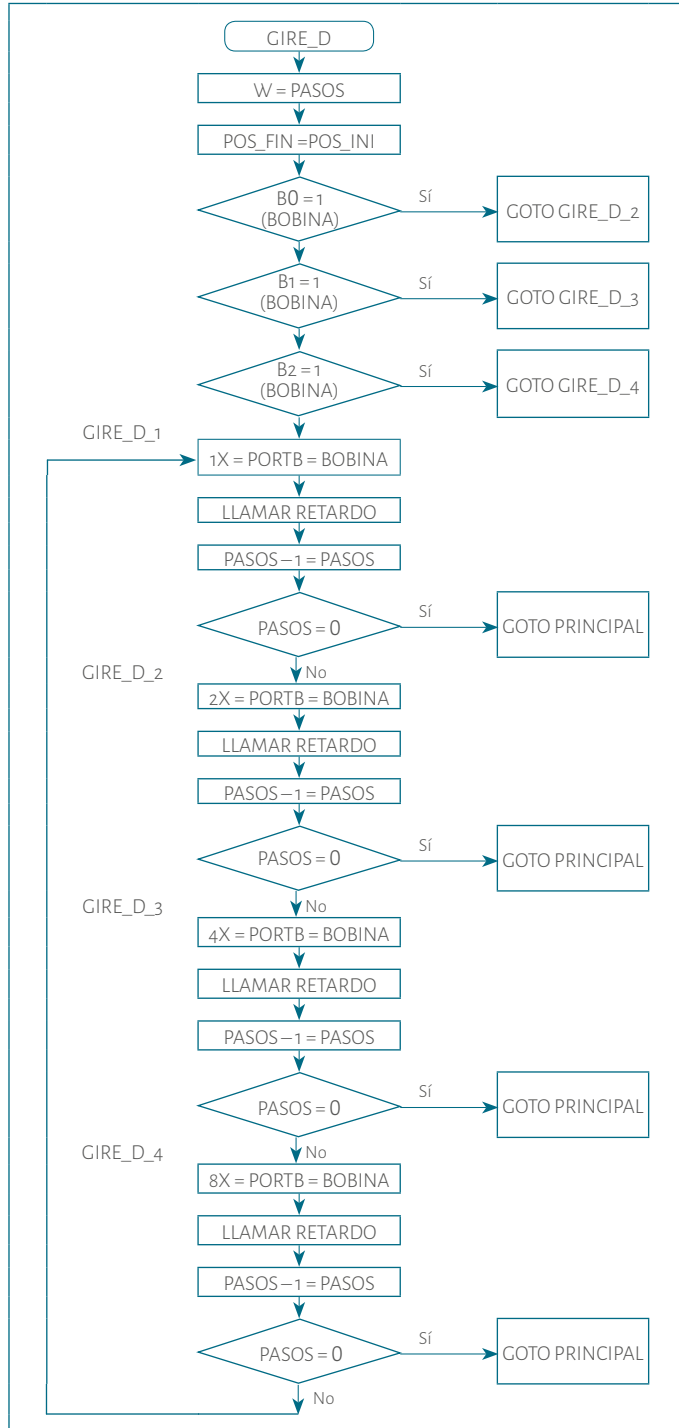 GIRE_D
W = PASOS
POS_FIN =POS_INI
B0 = 1
(BOBINA)
Sí
GOTO GIRE_D_2
B1 = 1
(BOBINA)
Sí
GOTO GIRE_D_3
B2 = 1
(BOBINA)
Sí
GOTO GIRE_D_4
GIRE_D_1
1X = PORTB = BOBINA
LLAMAR RETARDO
PASOS – 1 = PASOS
PASOS = 0
Sí
GOTO PRINCIPAL
No
GIRE_D_2
2X = PORTB = BOBINA
LLAMAR RETARDO
PASOS – 1 = PASOS
PASOS = 0
Sí
GOTO PRINCIPAL
No
GIRE_D_3
4X = PORTB = BOBINA
LLAMAR RETARDO
PASOS – 1 = PASOS
PASOS = 0
Sí
GOTO PRINCIPAL
No
GIRE_D_4
8X = PORTB = BOBINA
LLAMAR RETARDO
PASOS – 1 = PASOS
PASOS = 0
Sí
GOTO PRINCIPAL
No